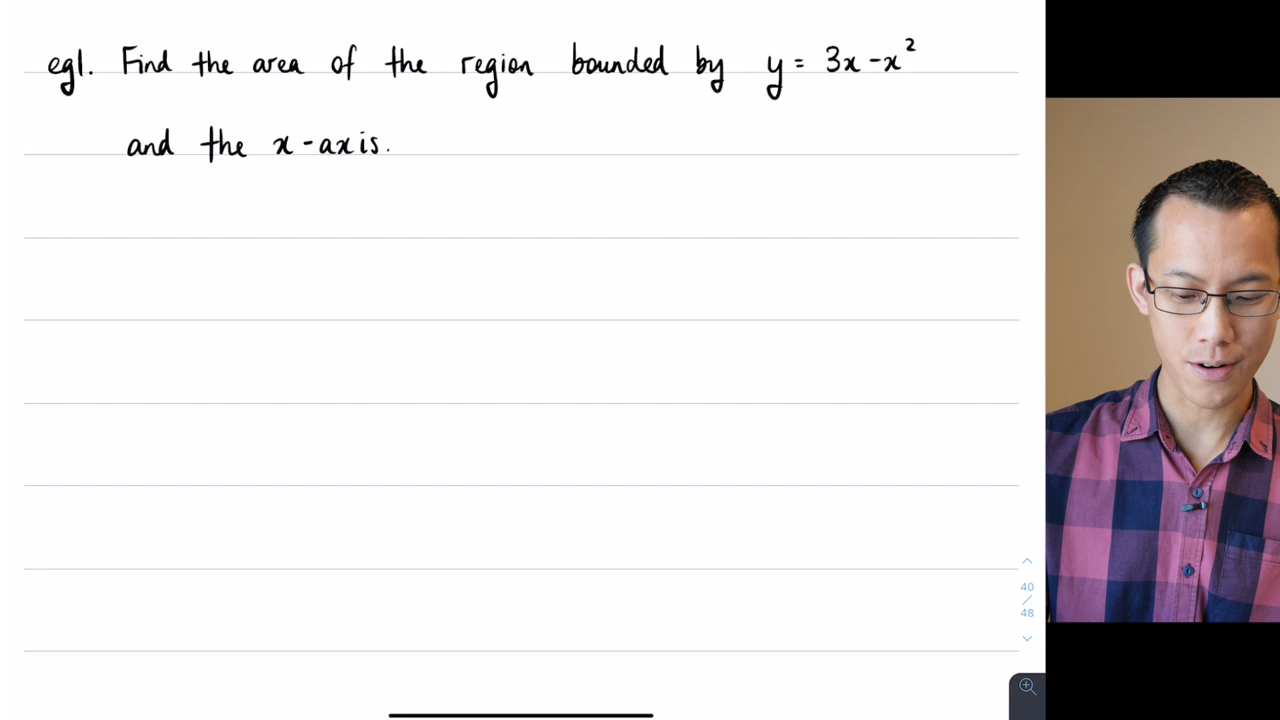 eg1. Find the area of the region bounded by y = 3x - x²
and the x-axis.
40
/
48